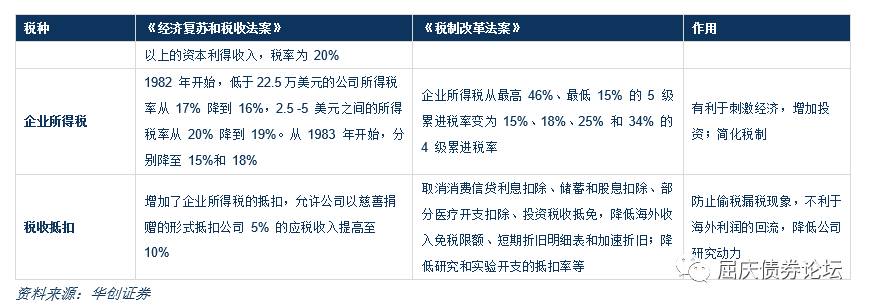 税种
《经济复苏和税收法案》
《税制改革法案》
作用
以上的资本利得收入，税率为 20%
企业所得税
1982 年开始，低于 22.5 万美元的公司所得税
率从 17% 降到 16%，2.5 -5 美元之间的所得
税率从 20% 降到 19%。从 1983 年开始，分
别降至 15%和 18%
企业所得税从最高 46%、最低 15% 的 5 级
累进税率变为 15%、18%、25% 和 34% 的
4 级累进税率
有利于刺激经济，增加投
资；简化税制
税收抵扣
增加了企业所得税的抵扣，允许公司以慈善捐
赠的形式抵扣公司 5% 的应税收入提高至
10%
取消消费信贷利息扣除、储蓄和股息扣除、部
分医疗开支扣除、投资税收抵免，降低海外收
入免税限额、短期折旧明细表和加速折旧；降
低研究和实验开支的抵扣率等
防止偷税漏税现象，不利于
海外利润的回流，降低公司
研究动力
资料来源：华创证券
屈庆债券论坛